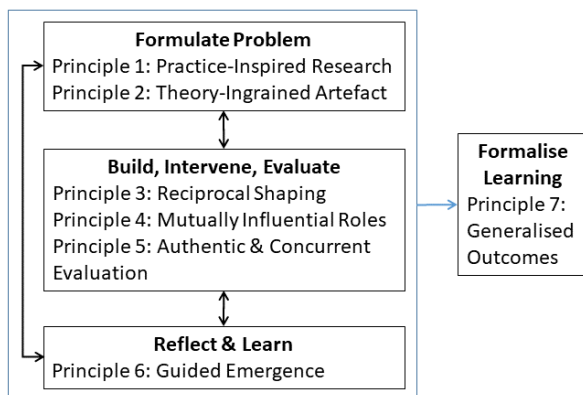 Formulate Problem
Principle 1: Practice-Inspired Research
Principle 2: Theory-Ingrained Artefact
Build, Intervene, Evaluate
Principle 3: Reciprocal Shaping
Principle 4: Mutually Influential Roles
Principle 5: Authentic & Concurrent
Evaluation
Reflect & Learn
Principle 6: Guided Emergence
Formalise
Learning
Principle 7:
Generalised
Outcomes